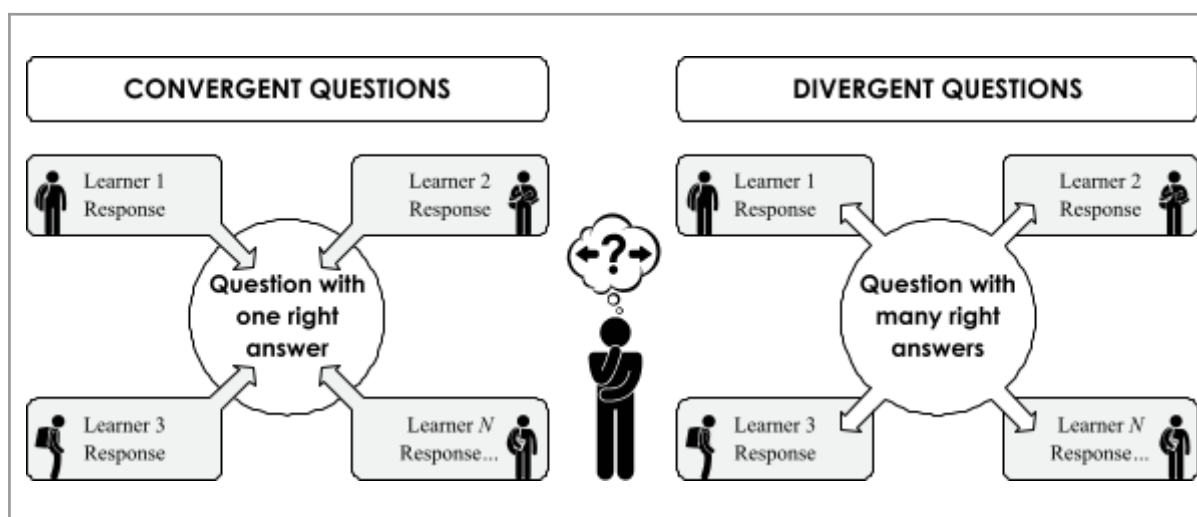 CONVERGENT QUESTIONS
Learner 1
Response
Learner 2
Response
Question with
one right
answer
Learner 3
Response
Learner N
Response...
?
DIVERGENT QUESTIONS
Learner 1
Response
Learner 2
Response
Question with
many right
answers
Learner 3
Response
Learner N
Response...